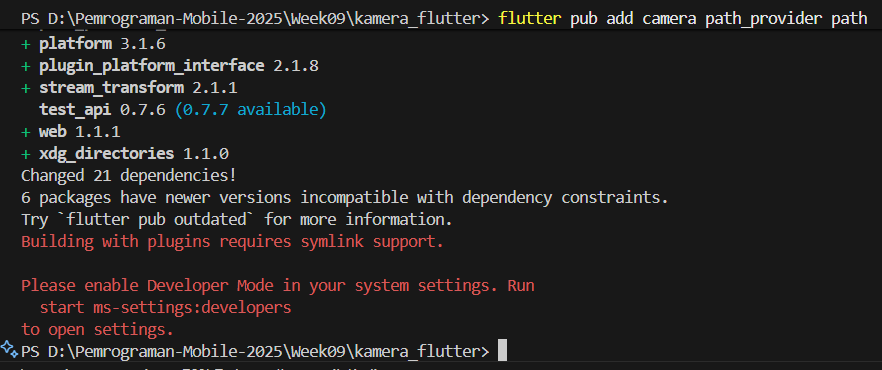 PS D:\Pemrograman-Mobile-2025\Week09\kamera_flutter> flutter pub add camera path_provider path
+ platform 3.1.6
+ plugin_platform_interface 2.1.8
+ stream_transform 2.1.1
  test_api 0.7.6 (0.7.7 available)
+ web 1.1.1
+ xdg_directories 1.1.0
Changed 21 dependencies!
6 packages have newer versions incompatible with dependency constraints.
Try `flutter pub outdated` for more information.
Building with plugins requires symlink support.

Please enable Developer Mode in your system settings. Run
  start ms-settings:developers
to open settings.
PS D:\Pemrograman-Mobile-2025\Week09\kamera_flutter>